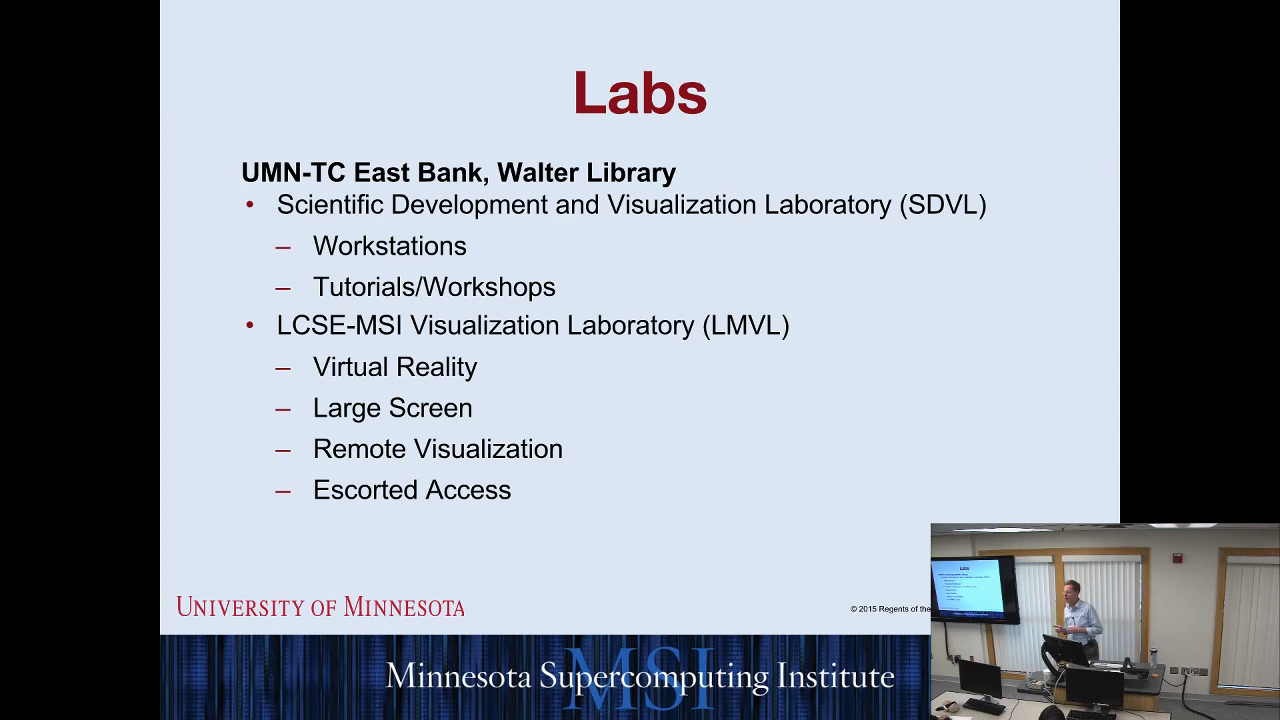 Labs
UMN-TC East Bank, Walter Library
• Scientific Development and Visualization Laboratory (SDVL)
– Workstations
– Tutorials/Workshops
• LCSE-MSI Visualization Laboratory (LMVL)
– Virtual Reality
– Large Screen
– Remote Visualization
– Escorted Access
UNIVERSITY OF MINNESOTA
© 2015 Regents of the
MSI
Minnesota Supercomputing Institute
Labs